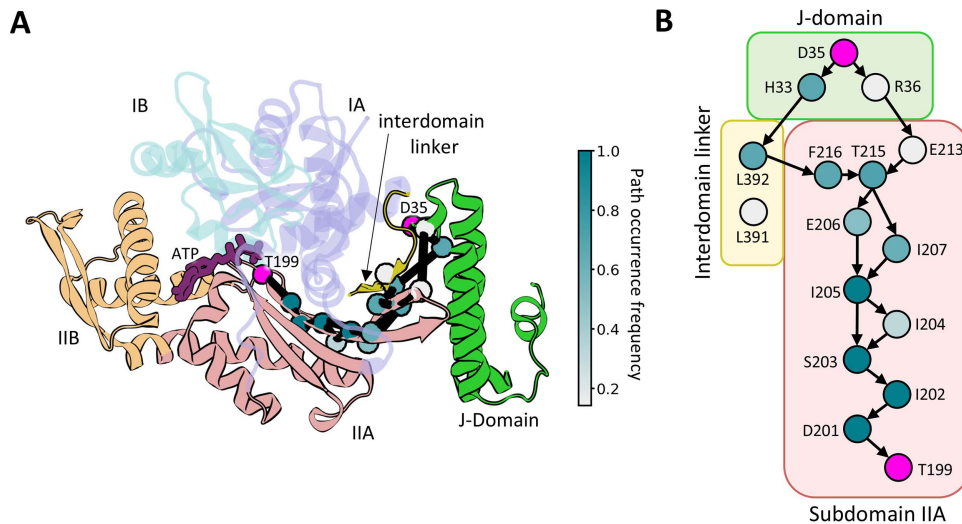 A
IB
IA
interdomain
linker
D35
ATP
T199
IIB
IIA
J-Domain
1.0
0.8
0.6
0.4
0.2
Path occurrence frequency
B
J-domain
D35
H33
R36
Interdomain linker
L392
L391
F216
T215
E213
E206
I207
I205
I204
S203
I202
D201
T199
Subdomain IIA